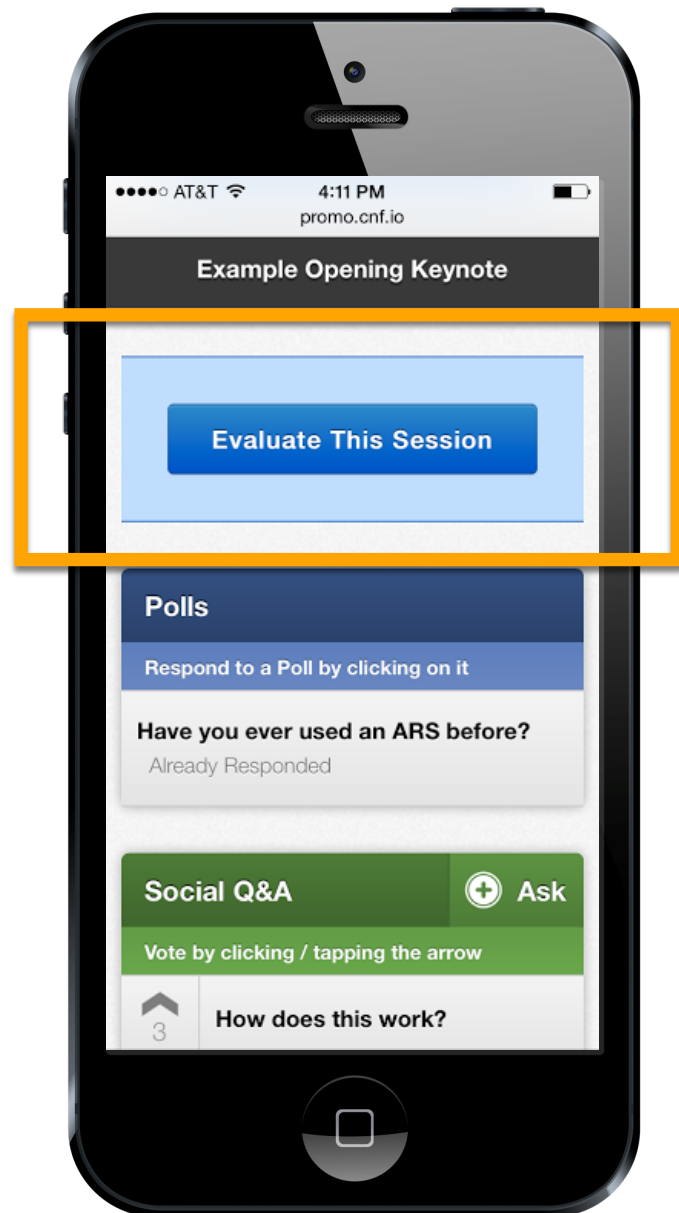 AT&T 4:11 PM
promo.cnf.io
Example Opening Keynote
Evaluate This Session
Polls
Respond to a Poll by clicking on it
Have you ever used an ARS before?
Already Responded
Social Q&A Ask
Vote by clicking / tapping the arrow
3 How does this work?